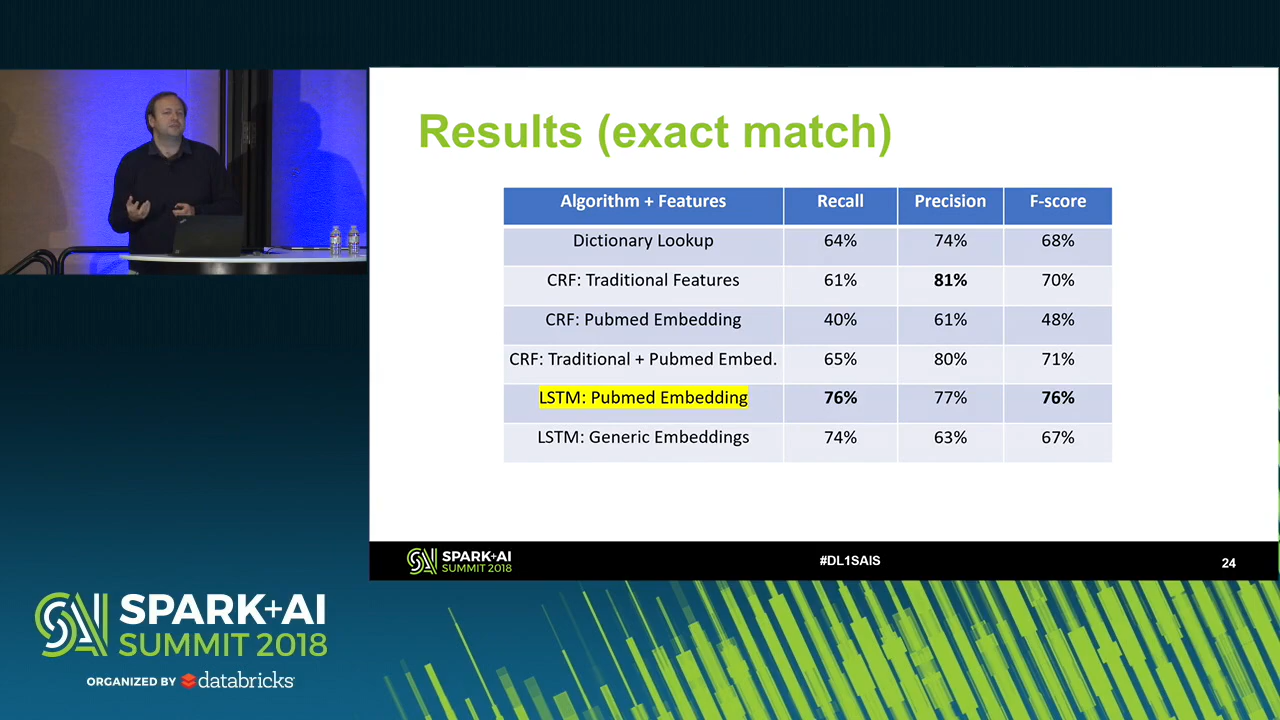 Results (exact match)
Algorithm + Features Recall Precision F-score
Dictionary Lookup 64% 74% 68%
CRF: Traditional Features 61% 81% 70%
CRF: Pubmed Embedding 40% 61% 48%
CRF: Traditional + Pubmed Embed. 65% 80% 71%
LSTM: Pubmed Embedding 76% 77% 76%
LSTM: Generic Embeddings 74% 63% 67%
SPARK+AI
SUMMIT 2018
#DL1SAIS
24
SPARK+AI
SUMMIT 2018
ORGANIZED BY databricks